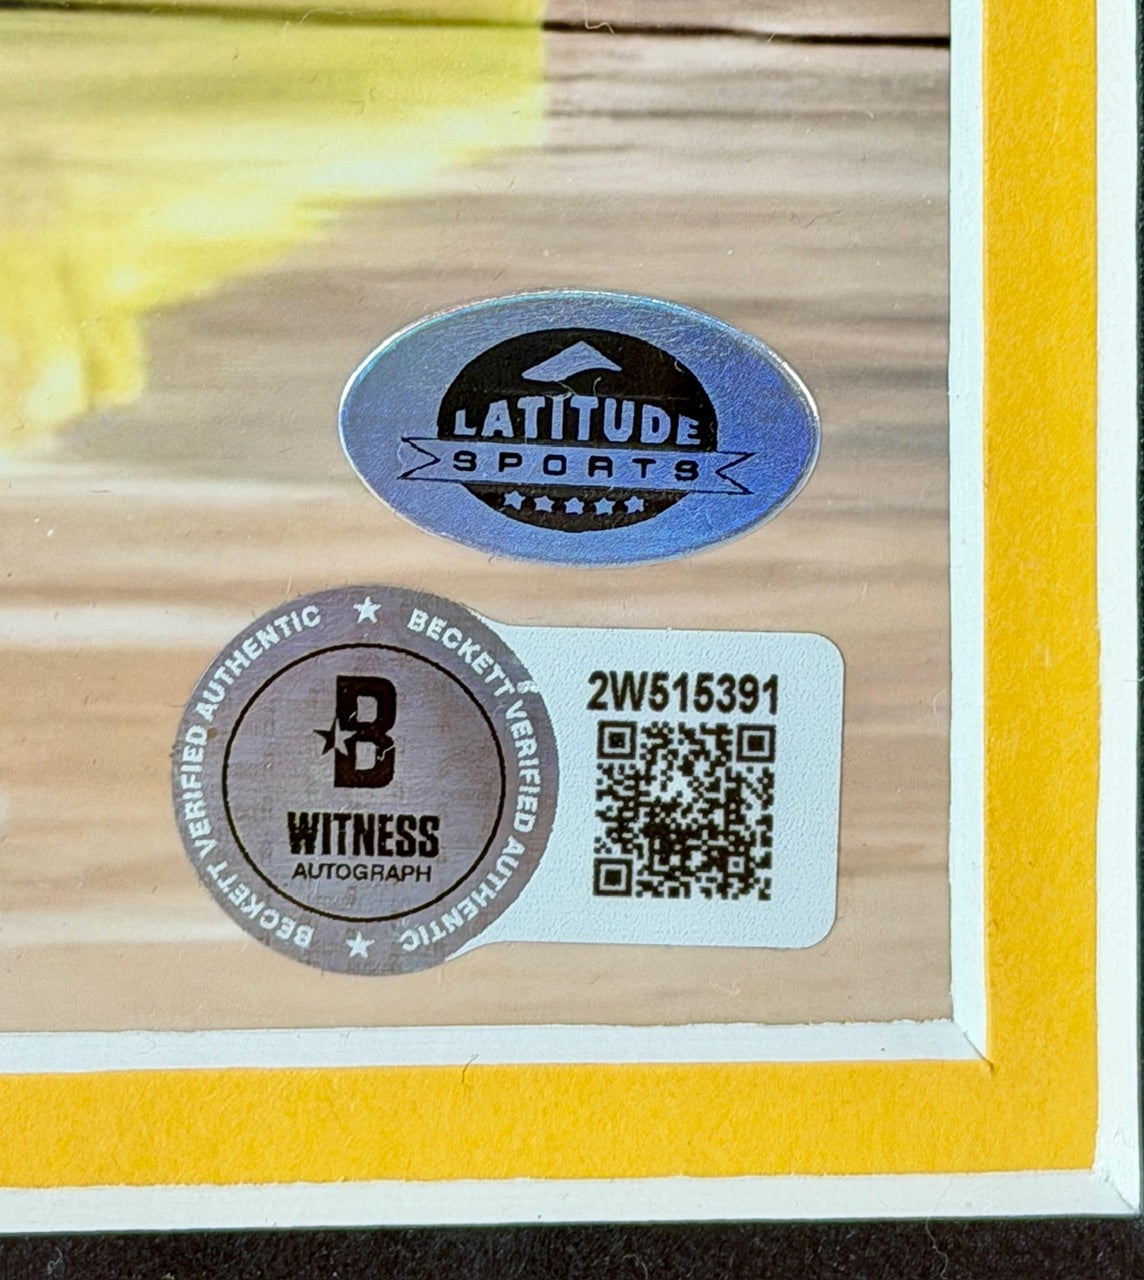 LATITUDE
SPORTS
BECKETT VERIFIED AUTHENTIC
BECKETT VERIFIED AUTHENTIC
B
WITNESS
AUTOGRAPH
2W515391